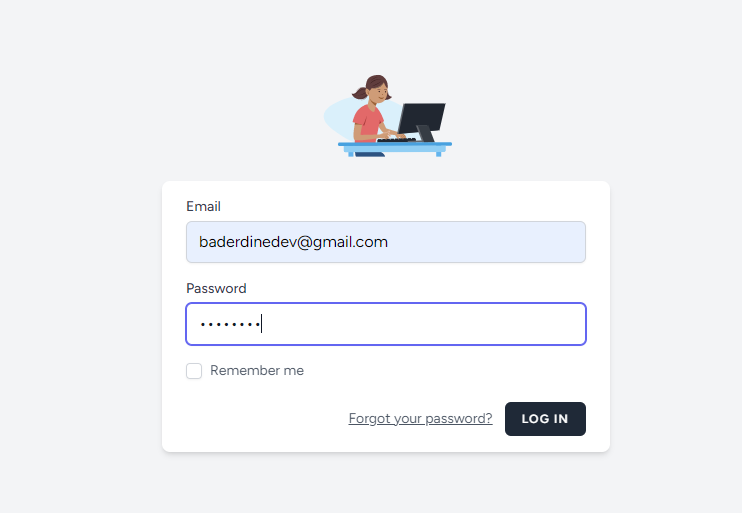 Email
baderdinedev@gmail.com
Password
••••••••
Remember me
Forgot your password? LOG IN